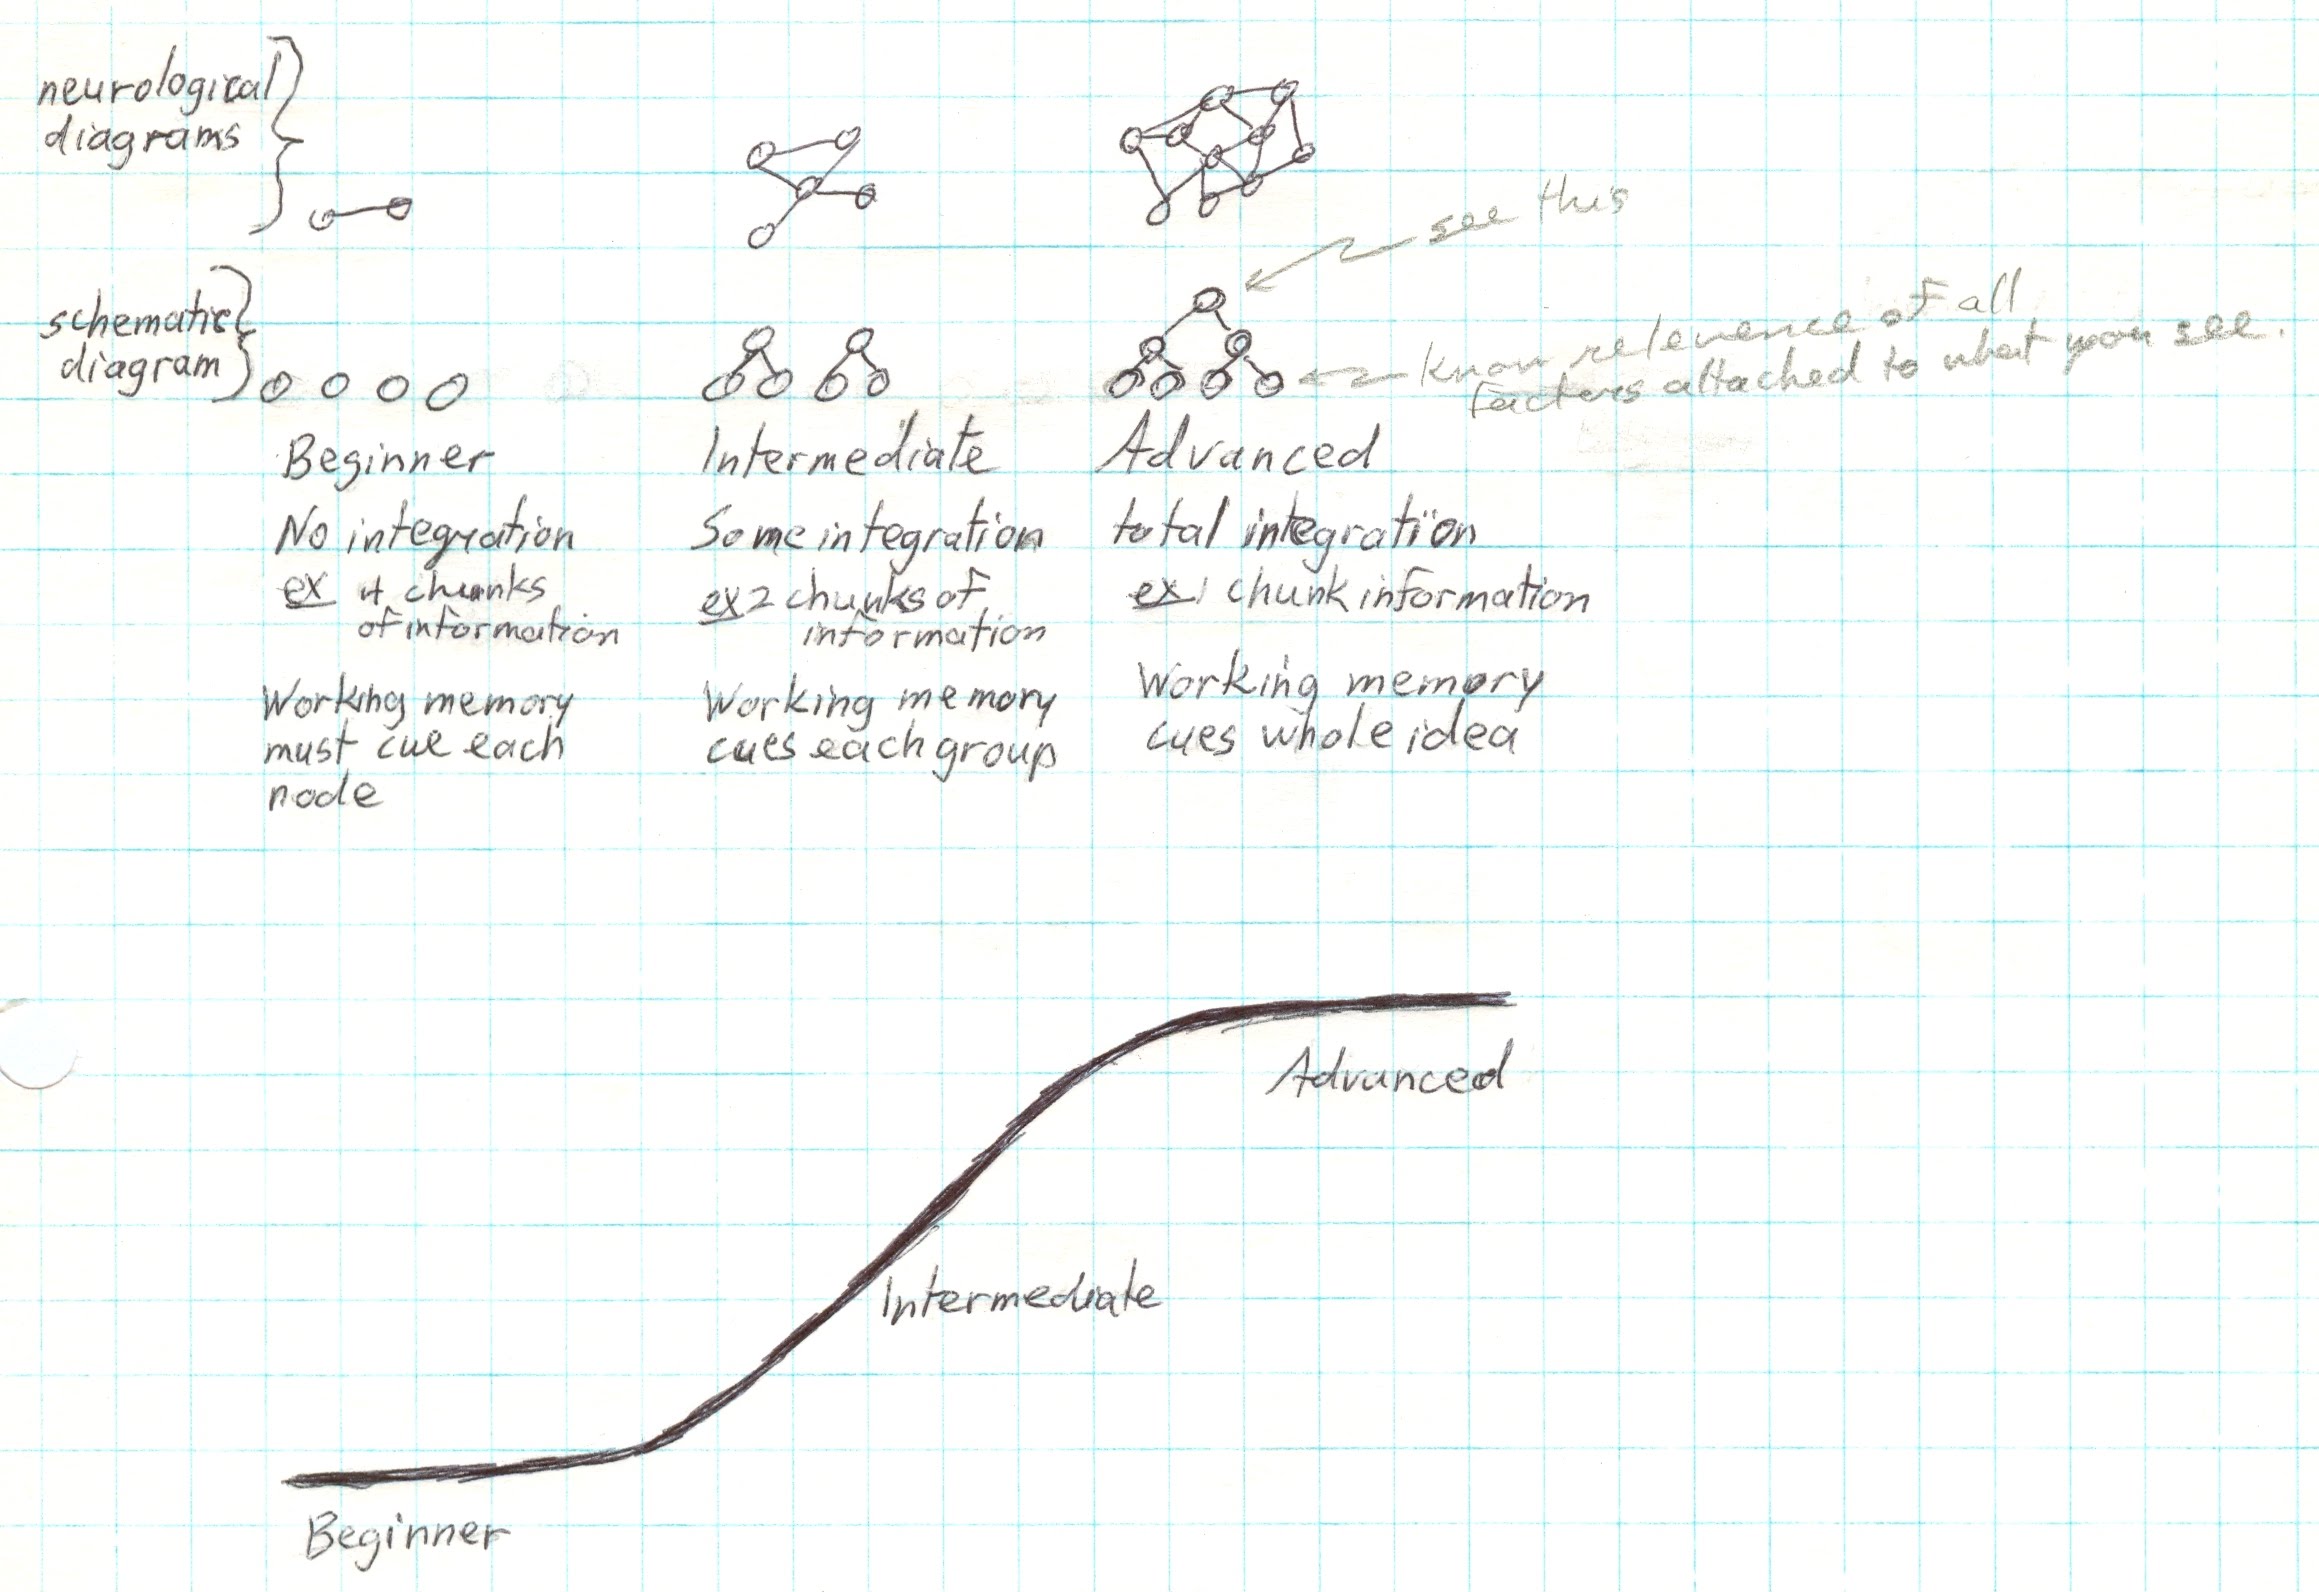 neurological
diagrams
see this
schematic
diagram
know relevence of all
factors attached to what you see.
Beginner
No integration
ex 4 chunks
of information
Working memory
must cue each
node
Intermediate
Some integration
ex 2 chunks of
information
Working memory
cues each group
Advanced
total integration
ex 1 chunk information
Working memory
cues whole idea
Advanced
Intermediate
Beginner